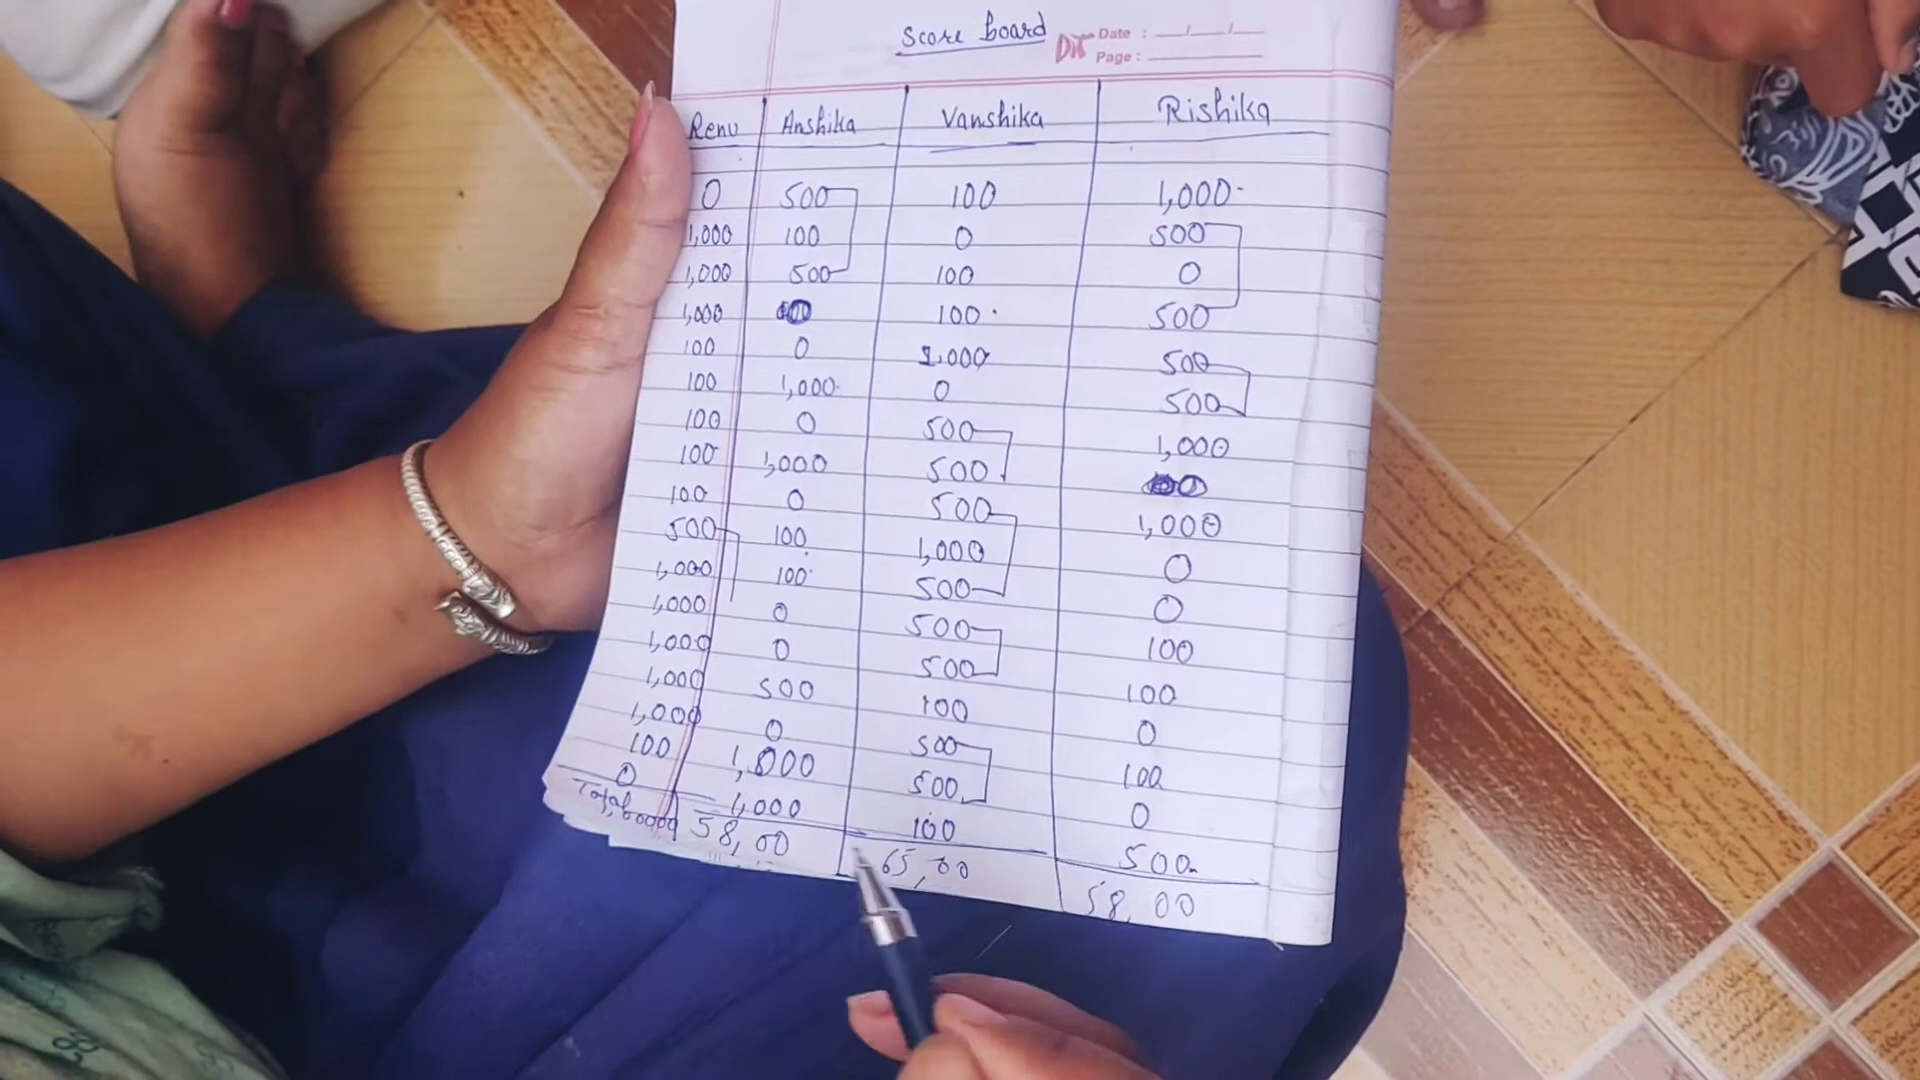 Score board
Date : __/__/__
Page :
Renu Anshika Vanshika Rishika
0 500 100 1,000
1,000 100 0 500
1,000 500 100 0
1,000 100 500
100 0 1,000 500
100 1,000 0 500
100 0 500 1,000
100 1,000 500
100 0 500 1,000
500 100 1,000 0
1,000 100 500 0
1,000 0 500 100
1,000 0 500 100
1,000 500 100 0
1,000 0 500 100
100 1,000 500 0
0 1,000 100 500
Total 58,00 65,00 58,00